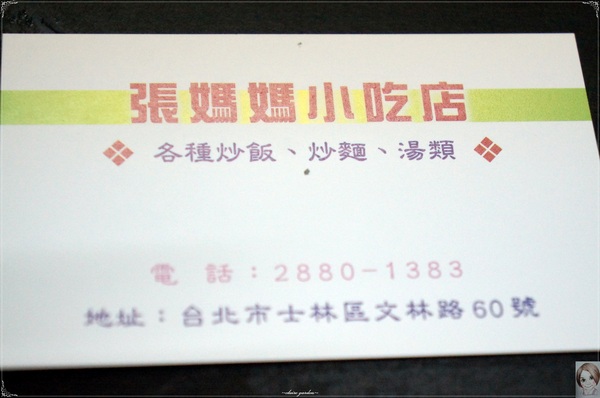 張媽媽小吃店
各種炒飯、炒麵、湯類
電 話：2880-1383
地址：台北市士林區文林路60號